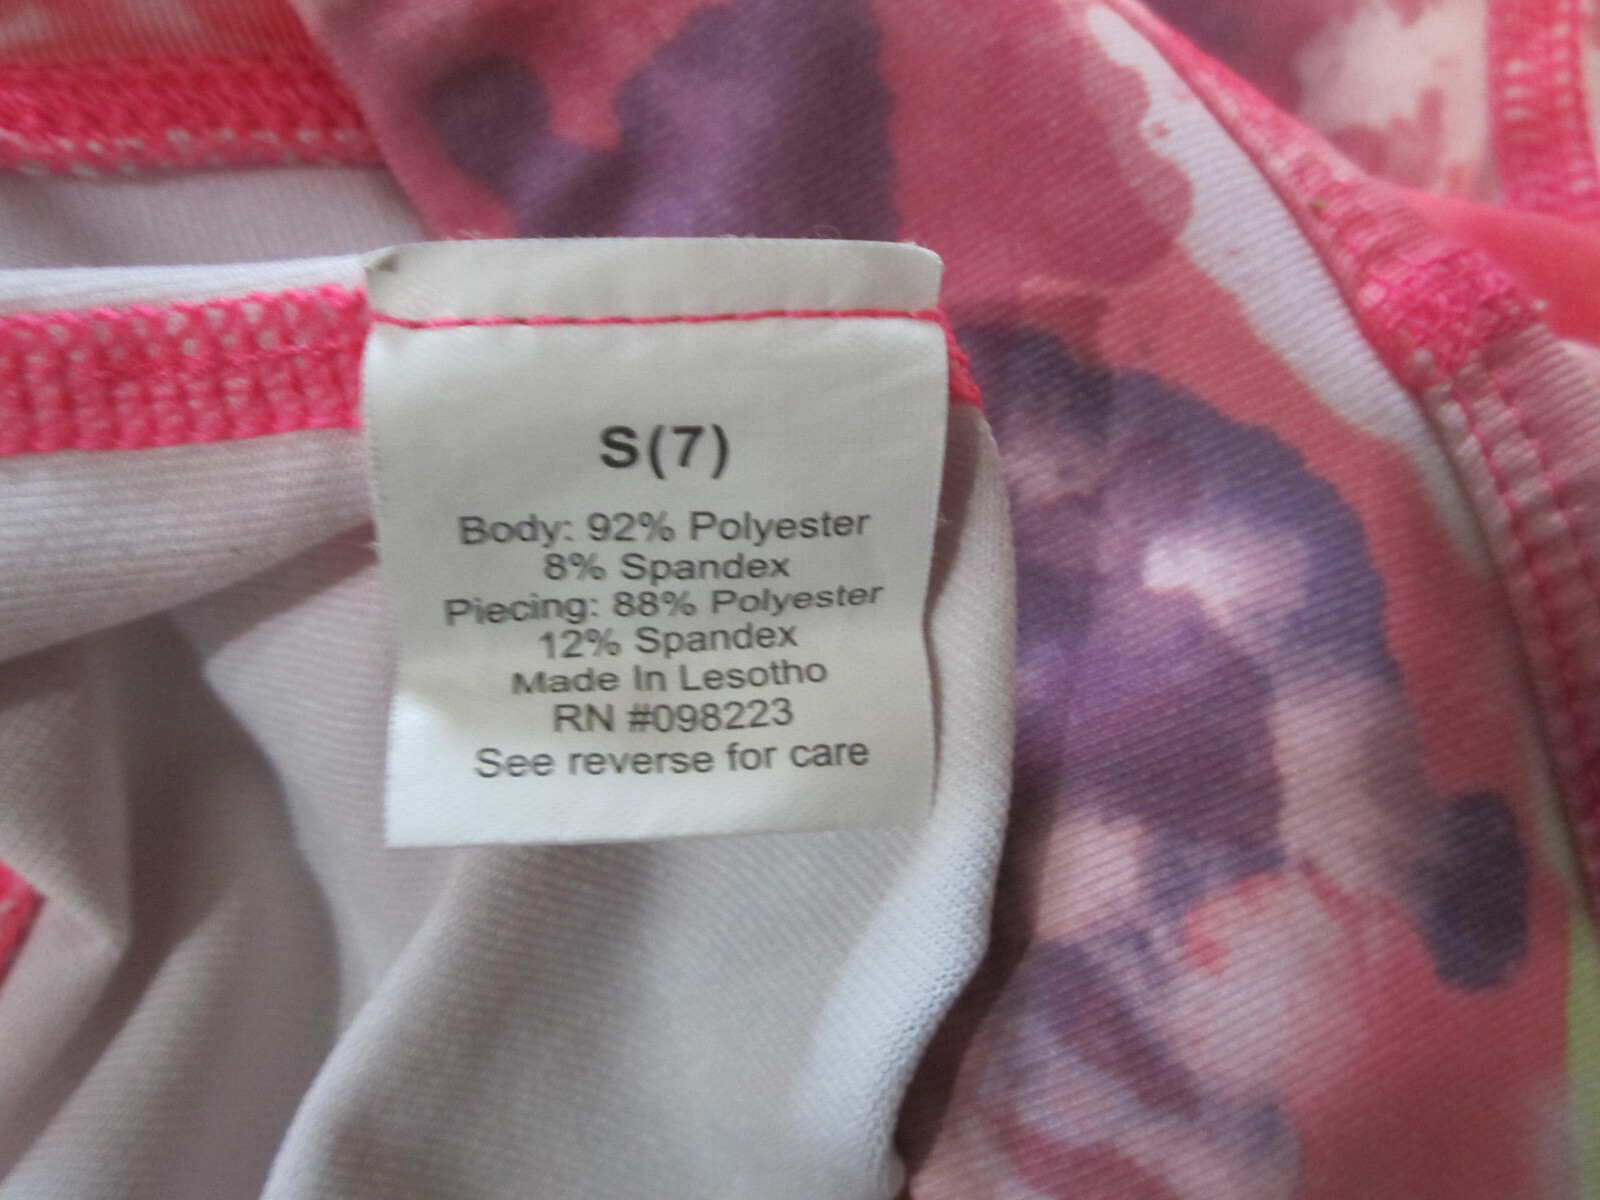 S(7)
Body: 92% Polyester
8% Spandex
Piecing: 88% Polyester
12% Spandex
Made In Lesotho
RN #098223
See reverse for care